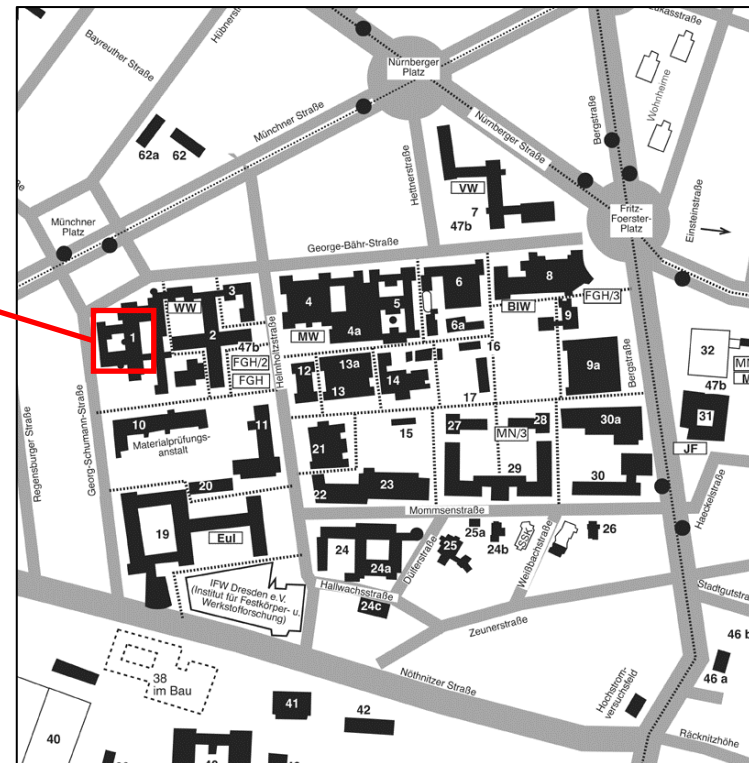 ukasstraße
Hübnerstraße
Bayreuther Straße
Nürnberger
Platz
Wohnheime
Bergstraße
Münchner Straße
Nürnberger Straße
62a
62
Hettnerstraße
VW
7
47b
Einsteinstraße
Fritz-
Foerster-
Platz
Münchner
Platz
George-Bähr-Straße
3
WW
4
5
6
8
FGH/3
BIW
9
1
2
4a
6a
MW
47b
FGH/2
FGH
Helmholtzstraße
16
32
MN
M
12
13a
13
14
9a
Bergstraße
47b
17
31
10
Materialprüfungs-
anstalt
11
15
27
28
MN/3
30a
JF
Georg-Schumann-Straße
Regensburger Straße
21
20
22
23
29
30
Mommsenstraße
Haeckelstraße
19
EuI
24
24a
Dülferstraße
25
25a
24b
SSK
Weißbachstraße
26
IFW Dresden e.V.
(Institut für Festkörper- u.
Werkstofforschung)
Hallwachsstraße
24c
Zeunerstraße
Stadtgutstra
46 b
46 a
38
im Bau
Nöthnitzer Straße
Hochstrom-
versuchsfeld
41
42
40
Räcknitzhöhe